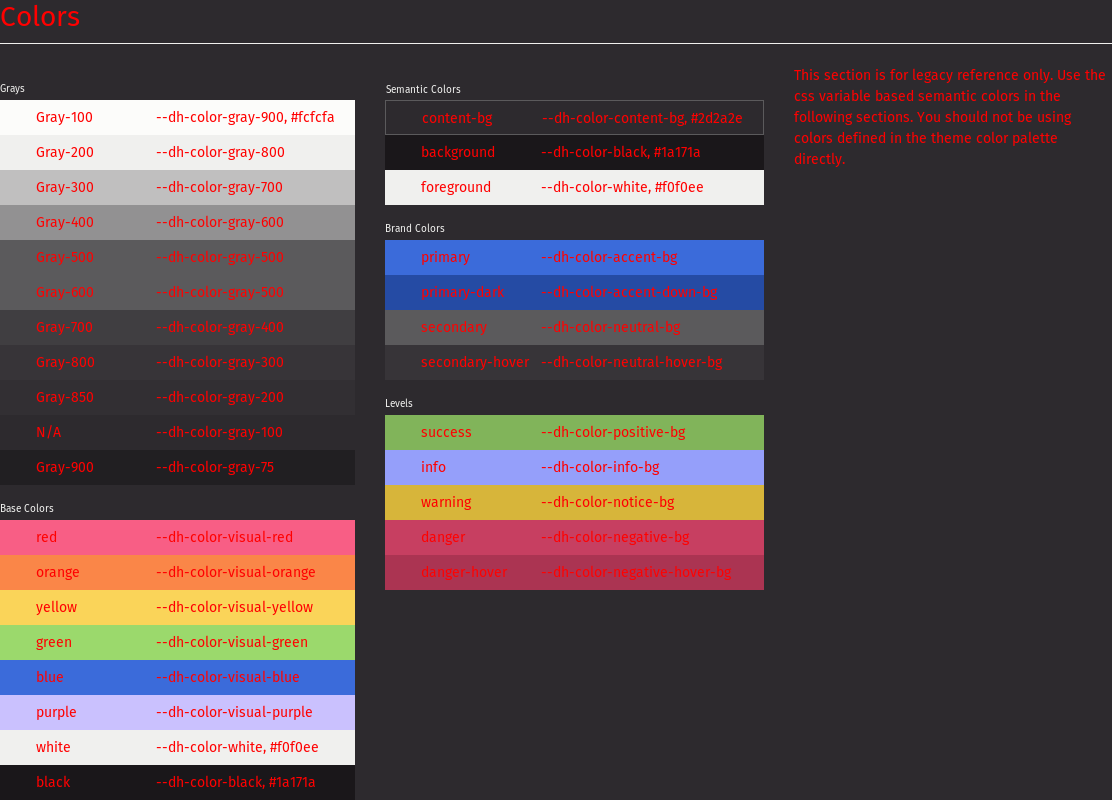 Colors
Grays
Gray-100 --dh-color-gray-900, #fcfcfa
Gray-200 --dh-color-gray-800
Gray-300 --dh-color-gray-700
Gray-400 --dh-color-gray-600
Gray-500 --dh-color-gray-500
Gray-600 --dh-color-gray-500
Gray-700 --dh-color-gray-400
Gray-800 --dh-color-gray-300
Gray-850 --dh-color-gray-200
N/A --dh-color-gray-100
Gray-900 --dh-color-gray-75
Base Colors
red --dh-color-visual-red
orange --dh-color-visual-orange
yellow --dh-color-visual-yellow
green --dh-color-visual-green
blue --dh-color-visual-blue
purple --dh-color-visual-purple
white --dh-color-white, #f0f0ee
black --dh-color-black, #1a171a
Semantic Colors
content-bg --dh-color-content-bg, #2d2a2e
background --dh-color-black, #1a171a
foreground --dh-color-white, #f0f0ee
Brand Colors
primary --dh-color-accent-bg
primary-dark --dh-color-accent-down-bg
secondary --dh-color-neutral-bg
secondary-hover --dh-color-neutral-hover-bg
Levels
success --dh-color-positive-bg
info --dh-color-info-bg
warning --dh-color-notice-bg
danger --dh-color-negative-bg
danger-hover --dh-color-negative-hover-bg
This section is for legacy reference only. Use the
css variable based semantic colors in the
following sections. You should not be using
colors defined in the theme color palette
directly.